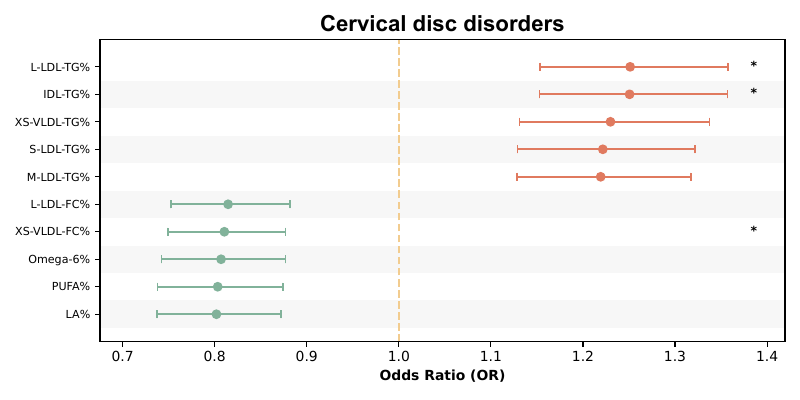 Cervical disc disorders
L-LDL-TG% *
IDL-TG% *
XS-VLDL-TG%
S-LDL-TG%
M-LDL-TG%
L-LDL-FC%
XS-VLDL-FC% *
Omega-6%
PUFA%
LA%
0.7 0.8 0.9 1.0 1.1 1.2 1.3 1.4
Odds Ratio (OR)